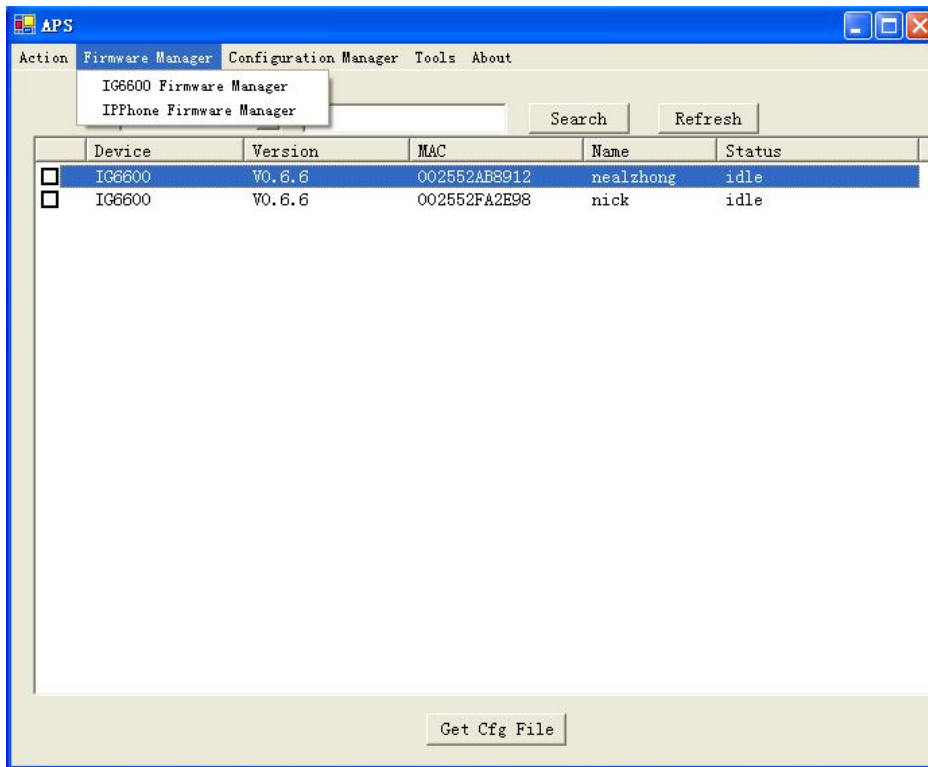 APS
Action Firmware Manager Configuration Manager Tools About
IG6600 Firmware Manager
IPPhone Firmware Manager
Search Refresh
Device Version MAC Name Status
IG6600 V0.6.6 002552AB8912 nealzhong idle
IG6600 V0.6.6 002552FA2E98 nick idle
Get Cfg File